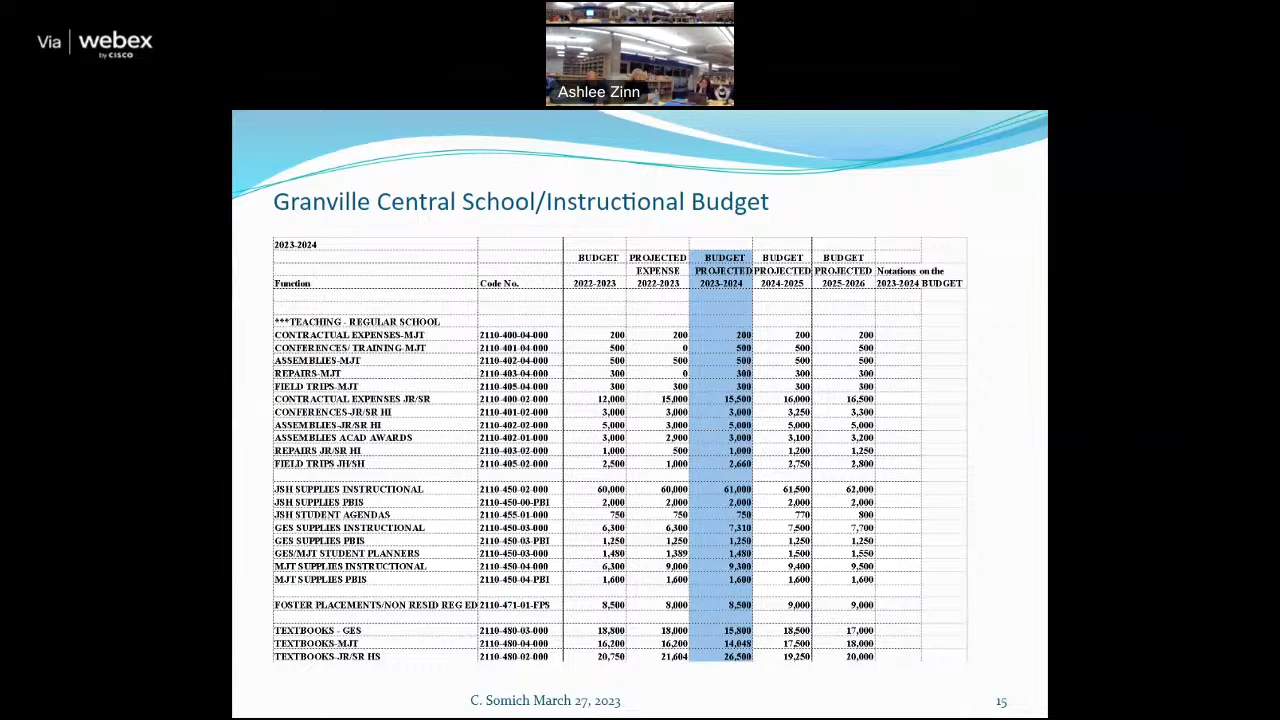 Via webex
by CISCO
Ashlee Zinn
Granville Central School/Instructional Budget
2023-2024
BUDGET PROJECTED BUDGET BUDGET BUDGET
EXPENSE PROJECTED PROJECTED PROJECTED Notations on the
Function Code No. 2022-2023 2022-2023 2023-2024 2024-2025 2025-2026 2023-2024 BUDGET
***TEACHING - REGULAR SCHOOL
CONTRACTUAL EXPENSES-MJT 2110-400-04-000 200 200 200 200 200
CONFERENCES/ TRAINING-MJT 2110-401-04-000 500 0 500 500 500
ASSEMBLIES-MJT 2110-402-04-000 500 500 500 500 500
REPAIRS-MJT 2110-403-04-000 300 0 300 300 300
FIELD TRIPS-MJT 2110-405-04-000 300 300 300 300 300
CONTRACTUAL EXPENSES JR/SR 2110-400-02-000 12,000 15,000 15,500 16,000 16,500
CONFERENCES-JR/SR HI 2110-401-02-000 3,000 3,000 3,000 3,250 3,300
ASSEMBLIES-JR/SR HI 2110-402-02-000 5,000 3,000 5,000 5,000 5,000
ASSEMBLIES ACAD AWARDS 2110-402-01-000 3,000 2,900 3,000 3,100 3,200
REPAIRS JR/SR HI 2110-403-02-000 1,000 500 1,000 1,200 1,250
FIELD TRIPS JH/SH 2110-405-02-000 2,500 1,000 2,660 2,750 2,800
JSH SUPPLIES INSTRUCTIONAL 2110-450-02-000 60,000 60,000 61,000 61,500 62,000
JSH SUPPLIES PBIS 2110-450-00-PBI 2,000 2,000 2,000 2,000 2,000
JSH STUDENT AGENDAS 2110-455-01-000 750 750 750 770 800
GES SUPPLIES INSTRUCTIONAL 2110-450-03-000 6,300 6,300 7,310 7,500 7,700
GES SUPPLIES PBIS 2110-450-03-PBI 1,250 1,250 1,250 1,250 1,250
GES/MJT STUDENT PLANNERS 2110-450-03-000 1,480 1,389 1,480 1,500 1,550
MJT SUPPLIES INSTRUCTIONAL 2110-450-04-000 6,300 9,000 9,300 9,400 9,500
MJT SUPPLIES PBIS 2110-450-04-PBI 1,600 1,600 1,600 1,600 1,600
FOSTER PLACEMENTS/NON RESID REG ED 2110-471-01-FPS 8,500 8,000 8,500 9,000 9,000
TEXTBOOKS - GES 2110-480-03-000 18,800 18,000 15,800 18,500 17,000
TEXTBOOKS-MJT 2110-480-04-000 16,200 16,200 14,048 17,500 18,000
TEXTBOOKS-JR/SR HS 2110-480-02-000 20,750 21,604 26,500 19,250 20,000
C. Somich March 27, 2023
15